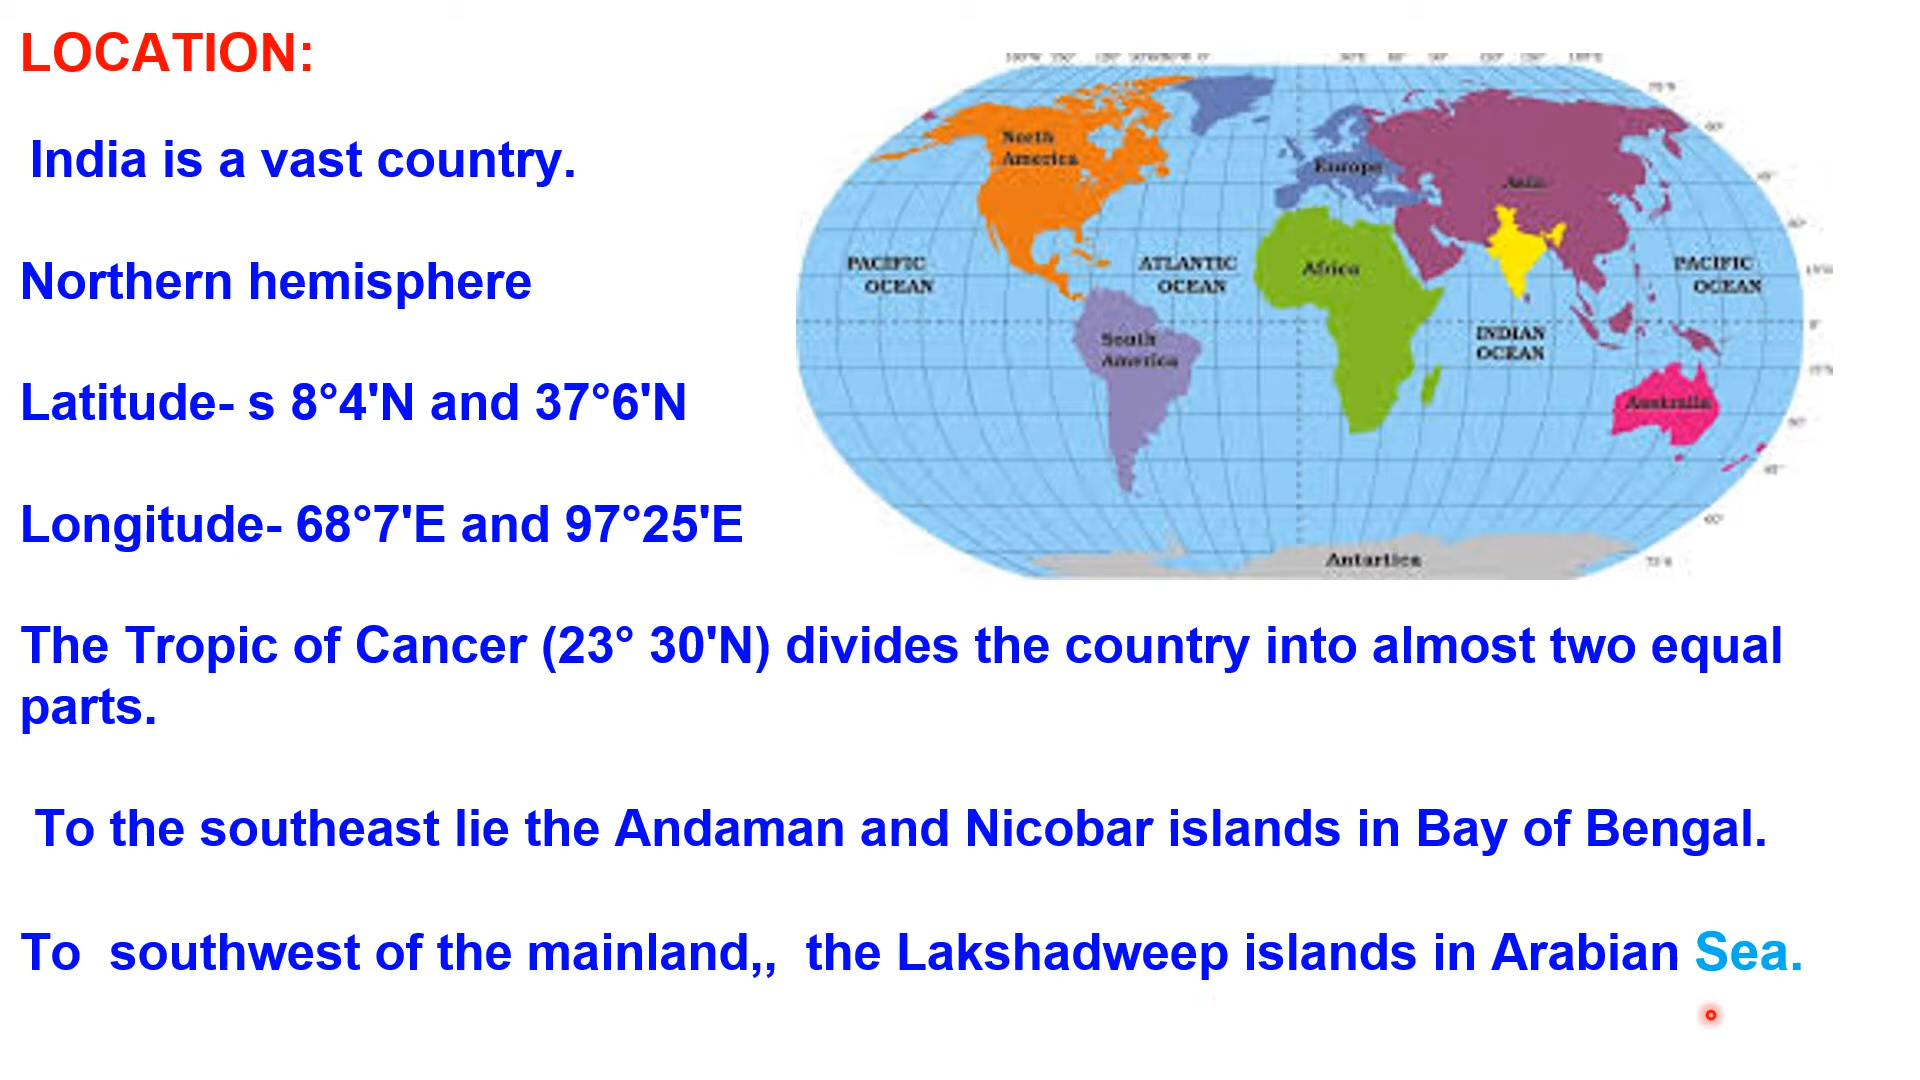 LOCATION:
India is a vast country.
Northern hemisphere
Latitude- s 8°4'N and 37°6'N
Longitude- 68°7'E and 97°25'E
North
America
Europe
Asia
PACIFIC
OCEAN
ATLANTIC
OCEAN
Africa
PACIFIC
OCEAN
INDIAN
OCEAN
South
America
Australia
Antartica
The Tropic of Cancer (23° 30'N) divides the country into almost two equal
parts.
To the southeast lie the Andaman and Nicobar islands in Bay of Bengal.
To  southwest of the mainland,,  the Lakshadweep islands in Arabian Sea.